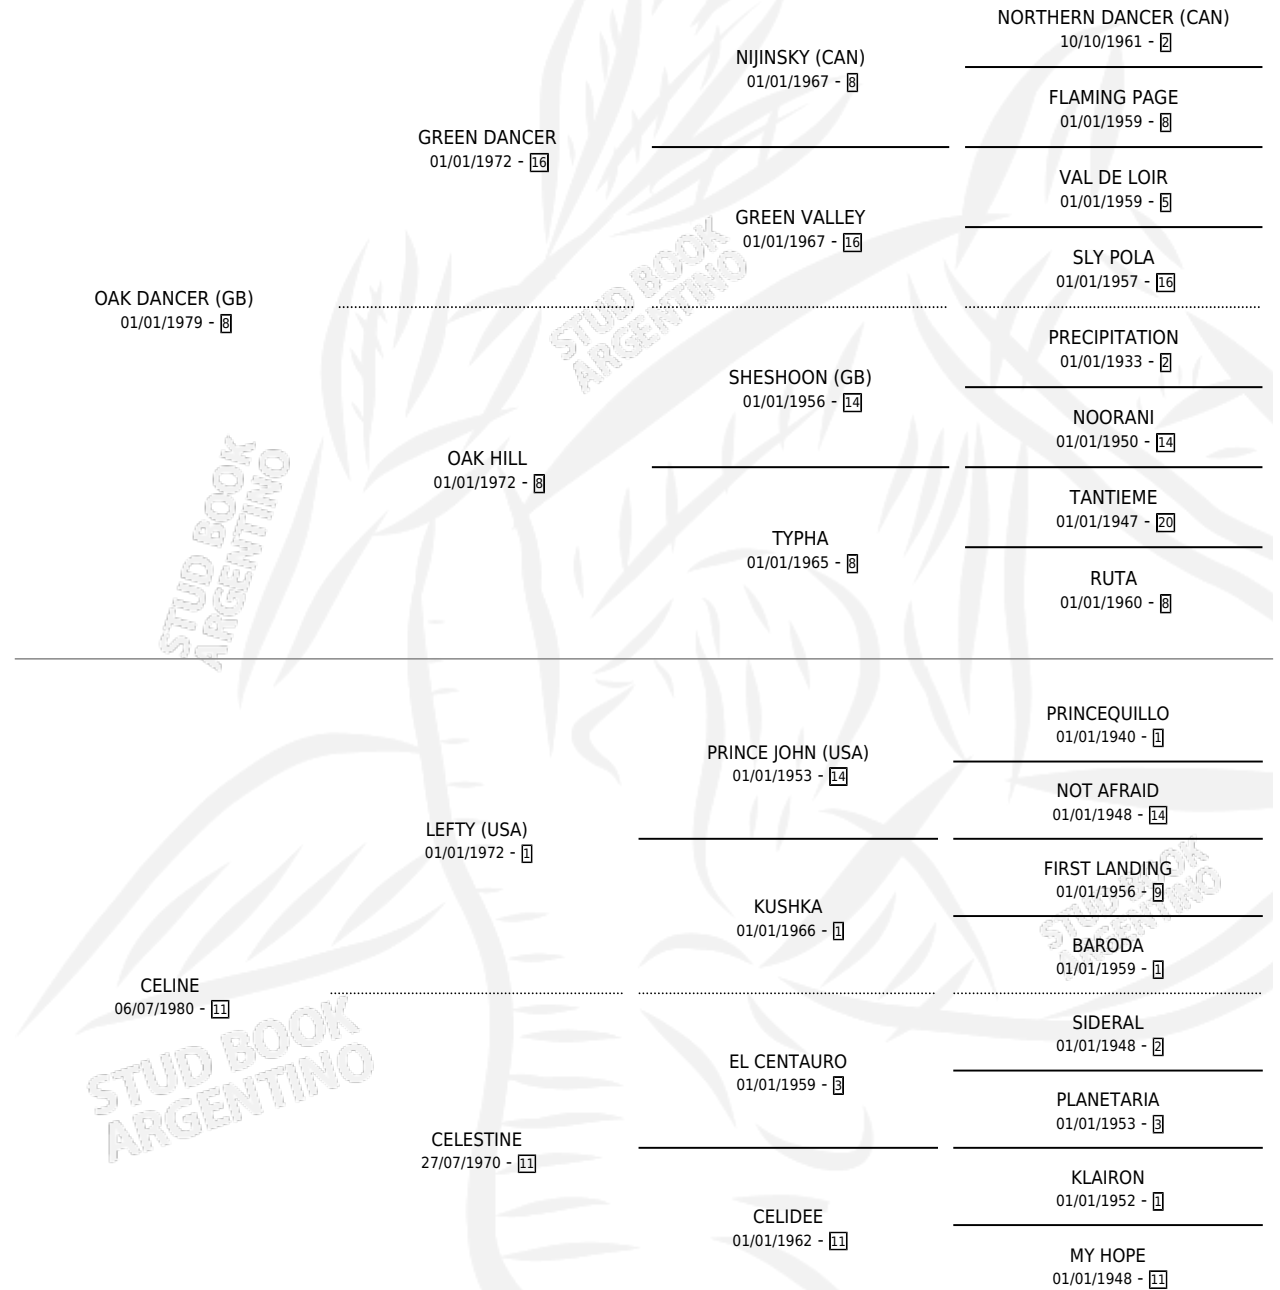 NORTHERN DANCER (CAN)
10/10/1961 - 2
NIJINSKY (CAN)
01/01/1967 - 8
FLAMING PAGE
01/01/1959 - 8
GREEN DANCER
01/01/1972 - 16
VAL DE LOIR
01/01/1959 - 5
GREEN VALLEY
01/01/1967 - 16
SLY POLA
01/01/1957 - 16
OAK DANCER (GB)
01/01/1979 - 8
PRECIPITATION
01/01/1933 - 2
SHESHOON (GB)
01/01/1956 - 14
NOORANI
01/01/1950 - 14
OAK HILL
01/01/1972 - 8
TANTIEME
01/01/1947 - 20
TYPHA
01/01/1965 - 8
RUTA
01/01/1960 - 8
PRINCEQUILLO
01/01/1940 - 1
PRINCE JOHN (USA)
01/01/1953 - 14
NOT AFRAID
01/01/1948 - 14
LEFTY (USA)
01/01/1972 - 1
FIRST LANDING
01/01/1956 - 9
KUSHKA
01/01/1966 - 1
BARODA
01/01/1959 - 1
CELINE
06/07/1980 - 11
SIDERAL
01/01/1948 - 2
EL CENTAURO
01/01/1959 - 3
PLANETARIA
01/01/1953 - 3
CELESTINE
27/07/1970 - 11
KLAIRON
01/01/1952 - 1
CELIDEE
01/01/1962 - 11
MY HOPE
01/01/1948 - 11
STUD BOOK
ARGENTINO
STUD BOOK
ARGENTINO
STUD BOOK
ARGENTINO
STUD BOOK
ARGENTINO